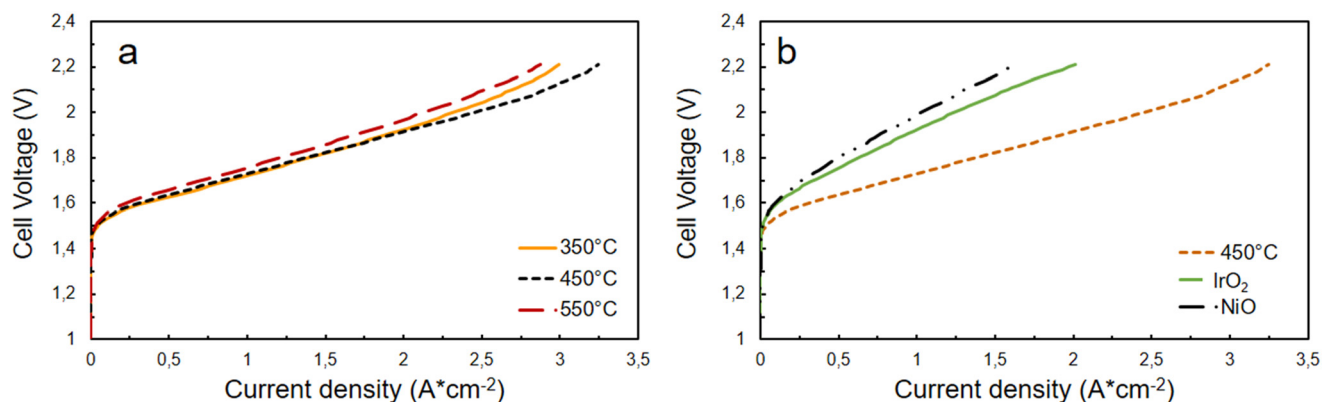 a
Cell Voltage (V)
2,4
2,2
2
1,8
1,6
1,4
1,2
1
0
0,5
1
1,5
2
2,5
3
3,5
Current density (A*cm-2)
350°C
450°C
550°C
b
Cell Voltage (V)
2,4
2,2
2
1,8
1,6
1,4
1,2
1
0
0,5
1
1,5
2
2,5
3
3,5
Current density (A*cm-2)
450°C
IrO2
NiO